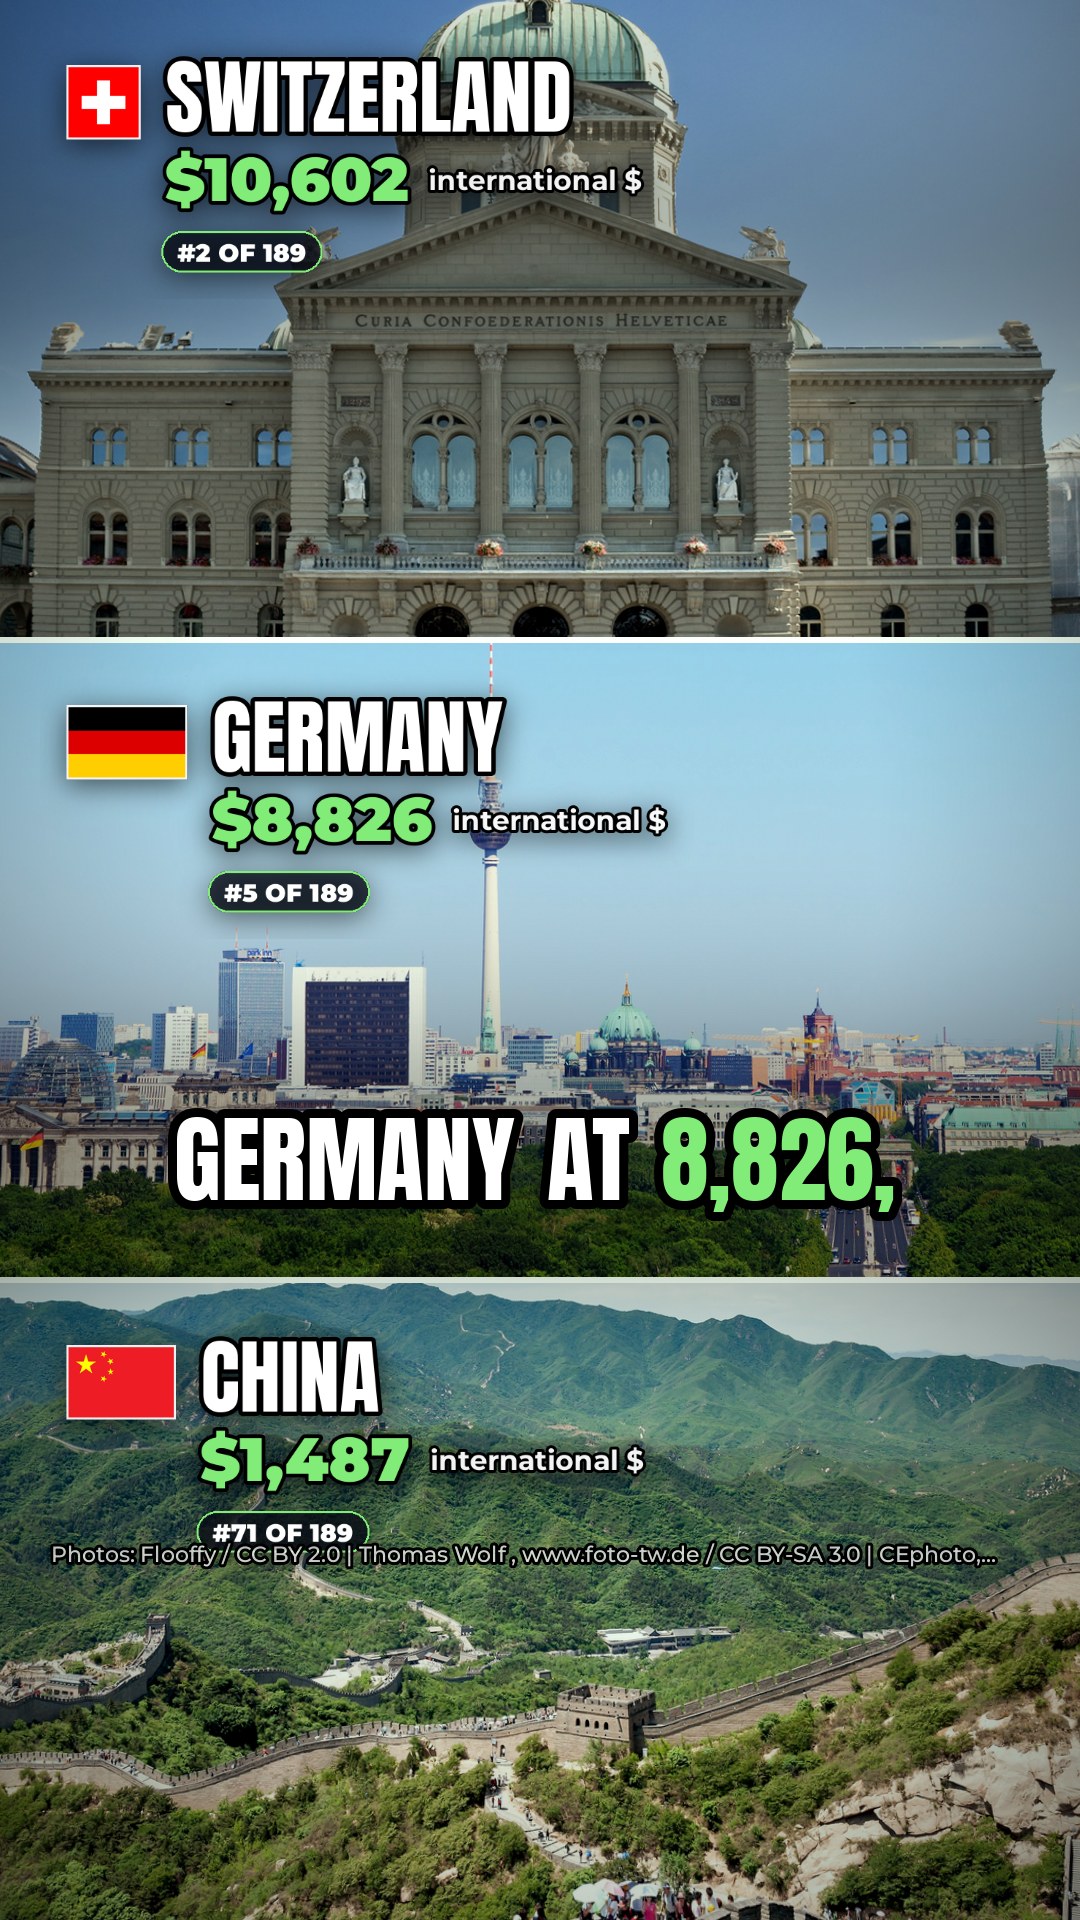 SWITZERLAND
$10,602 international $
#2 OF 189
CURIA CONFOEDERATIONIS HELVETICAE
GERMANY
$8,826 international $
#5 OF 189
park inn
GERMANY AT 8,826,
CHINA
$1,487 international $
#71 OF 189
Photos: Flooffy / CC BY 2.0 | Thomas Wolf, www.foto-tw.de / CC BY-SA 3.0 | CEphoto,...